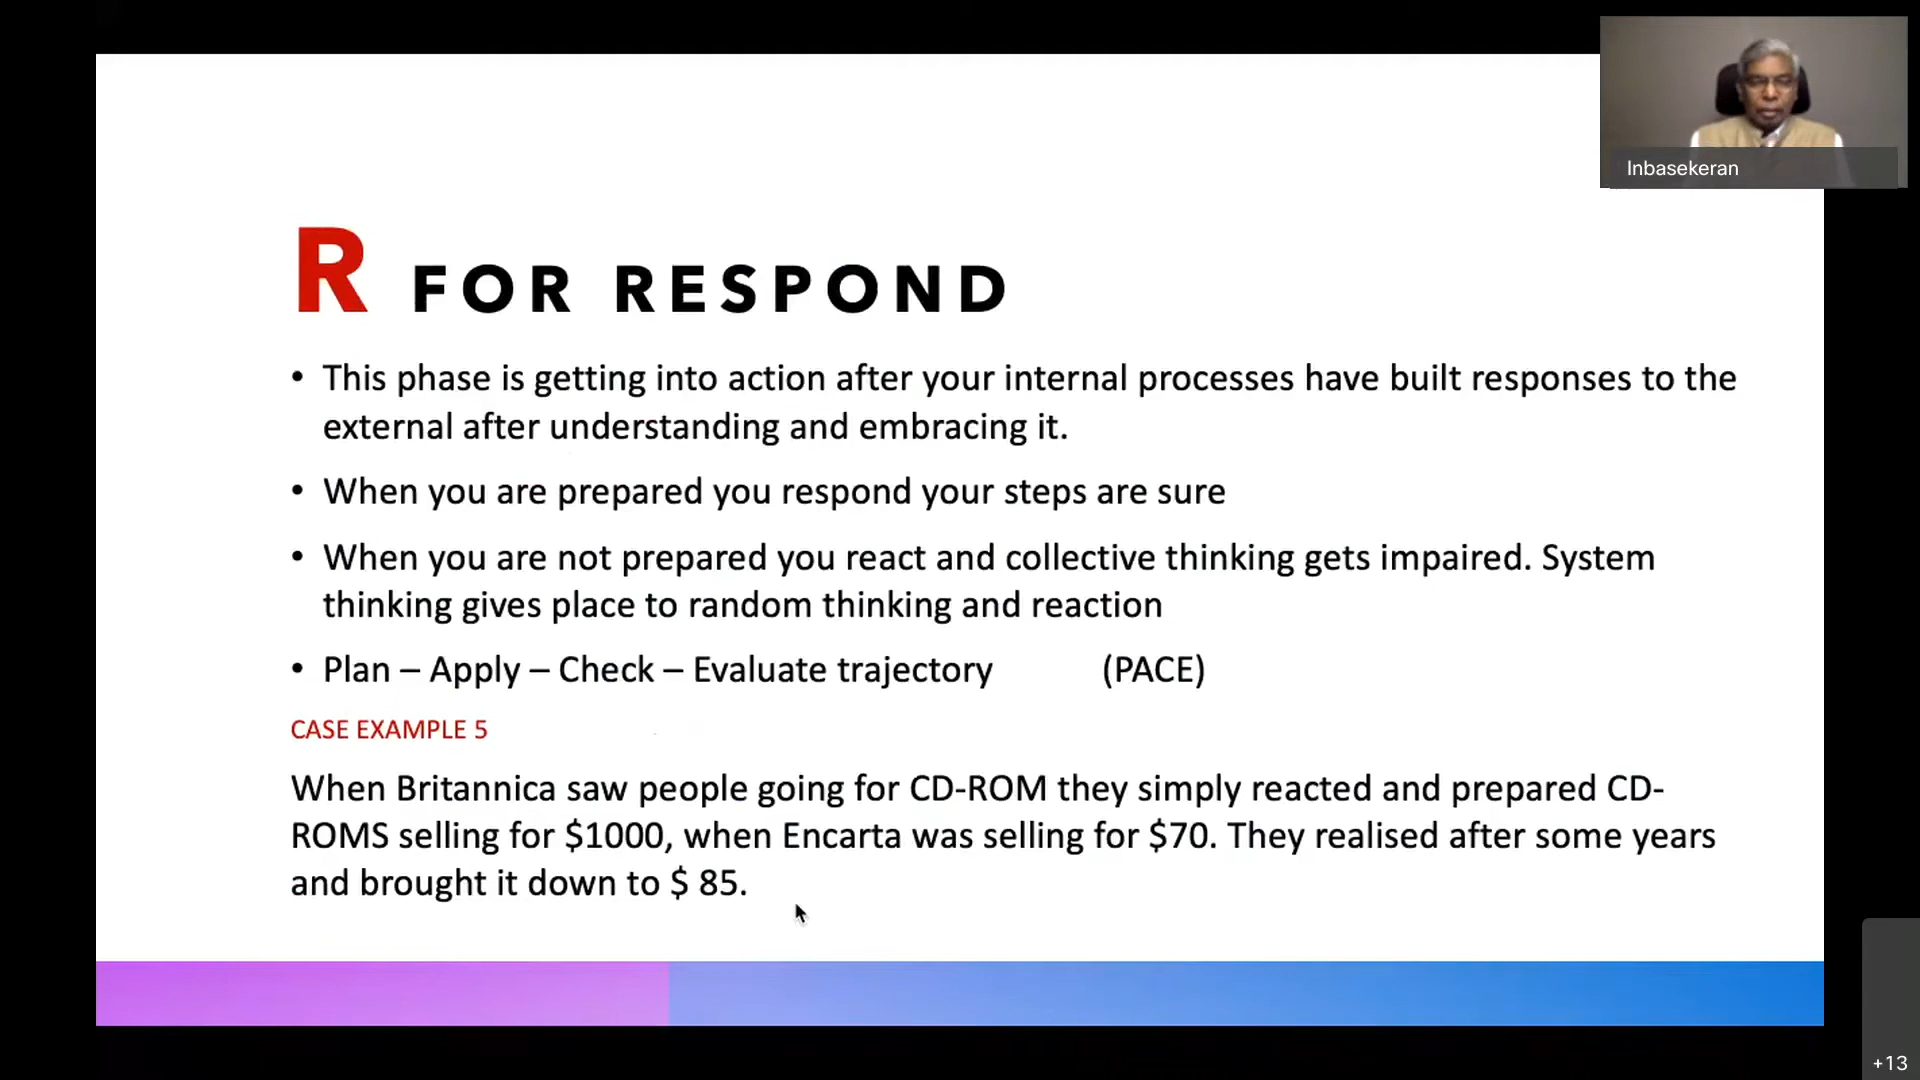 Inbasekeran
R FOR RESPOND
• This phase is getting into action after your internal processes have built responses to the
external after understanding and embracing it.
• When you are prepared you respond your steps are sure
• When you are not prepared you react and collective thinking gets impaired. System
thinking gives place to random thinking and reaction
• Plan – Apply – Check – Evaluate trajectory (PACE)
CASE EXAMPLE 5
When Britannica saw people going for CD-ROM they simply reacted and prepared CD-
ROMS selling for $1000, when Encarta was selling for $70. They realised after some years
and brought it down to $ 85.
+13